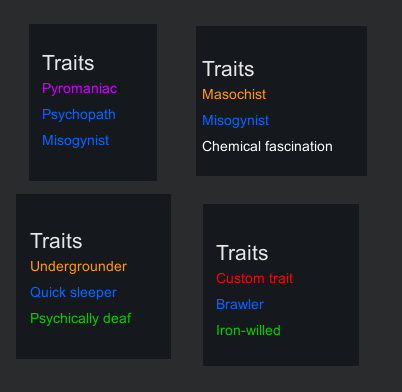 Traits
Pyromaniac
Psychopath
Misogynist
Traits
Masochist
Misogynist
Chemical fascination
Traits
Undergrounder
Quick sleeper
Psychically deaf
Traits
Custom trait
Brawler
Iron-willed